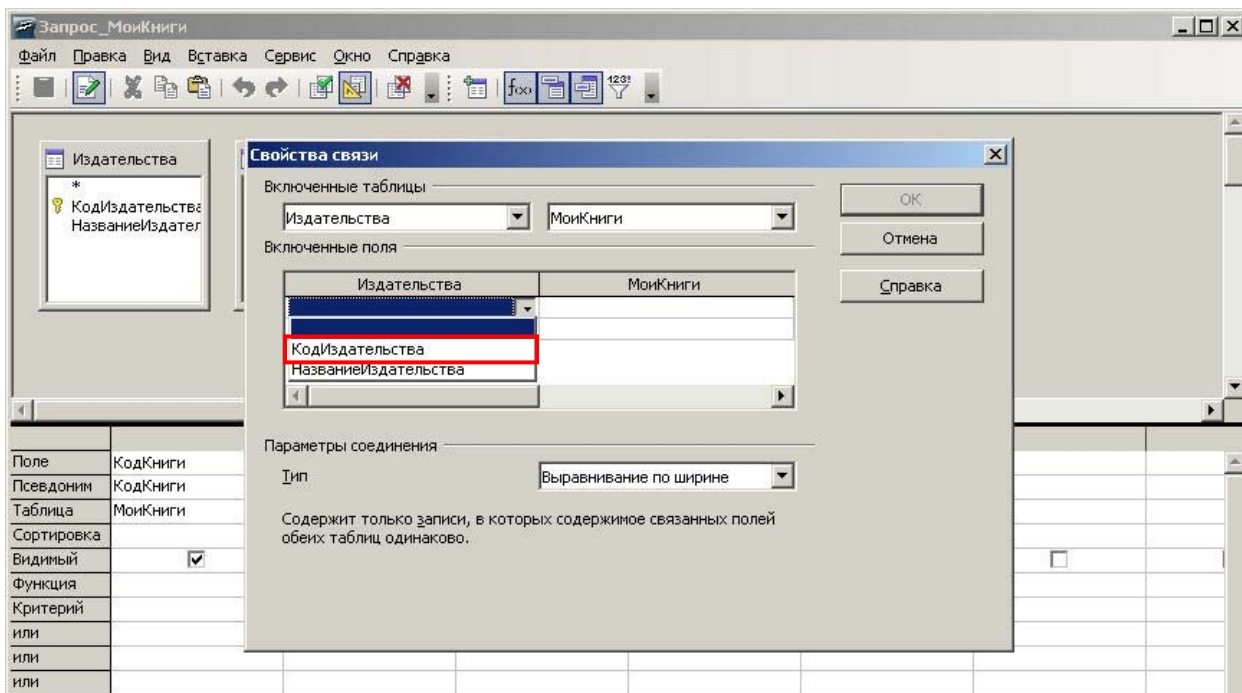 Запрос_МоиКниги
Файл Правка Вид Вставка Сервис Окно Справка
f(x) 123!
Издательства
*
КодИздательства
НазваниеИздател
Свойства связи
Включенные таблицы
Издательства МоиКниги
Включенные поля
Издательства МоиКниги
КодИздательства
НазваниеИздательства
ОК
Отмена
Справка
Параметры соединения
Тип Выравнивание по ширине
Содержит только записи, в которых содержимое связанных полей
обеих таблиц одинаково.
Поле КодКниги
Псевдоним КодКниги
Таблица МоиКниги
Сортировка
Видимый
Функция
Критерий
или
или
или